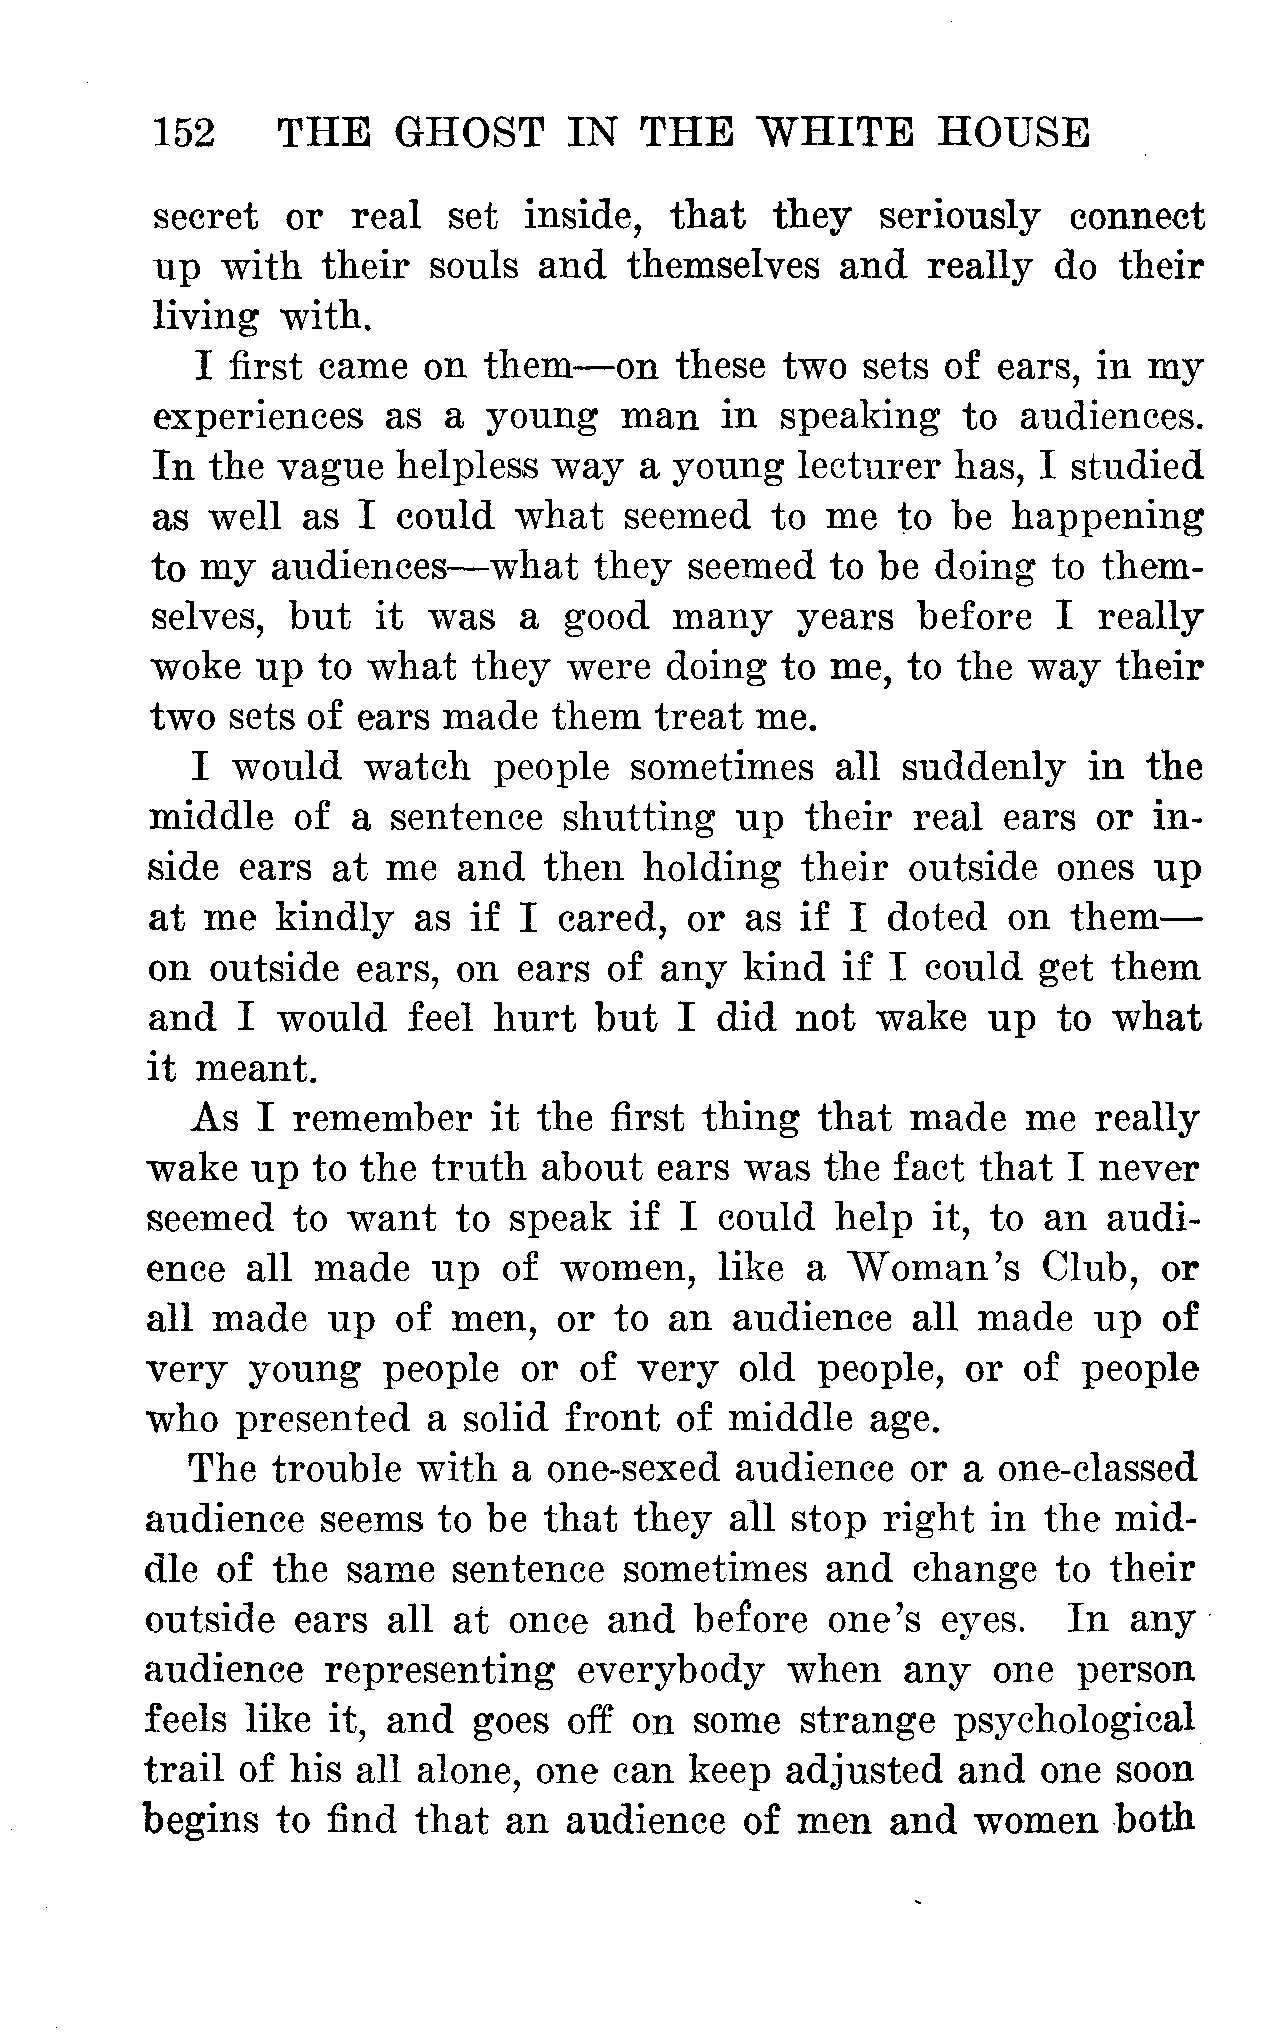 152 THE GHOST IN THE WHITE HOUSE
secret or real set inside, that they seriously connect
up with their souls and themselves and really do their
living with.
I first came on them—on these two sets of ears, in my
experiences as a young man in speaking to audiences.
In the vague helpless way a young lecturer has, I studied
as well as I could what seemed to me to be happening
to my audiences—what they seemed to be doing to them-
selves, but it was a good many years before I really
woke up to what they were doing to me, to the way their
two sets of ears made them treat me.
I would watch people sometimes all suddenly in the
middle of a sentence shutting up their real ears or in-
side ears at me and then holding their outside ones up
at me kindly as if I cared, or as if I doted on them—
on outside ears, on ears of any kind if I could get them
and I would feel hurt but I did not wake up to what
it meant.
As I remember it the first thing that made me really
wake up to the truth about ears was the fact that I never
seemed to want to speak if I could help it, to an audi-
ence all made up of women, like a Woman's Club, or
all made up of men, or to an audience all made up of
very young people or of very old people, or of people
who presented a solid front of middle age.
The trouble with a one-sexed audience or a one-classed
audience seems to be that they all stop right in the mid-
dle of the same sentence sometimes and change to their
outside ears all at once and before one's eyes. In any
audience representing everybody when any one person
feels like it, and goes off on some strange psychological
trail of his all alone, one can keep adjusted and one soon
begins to find that an audience of men and women both